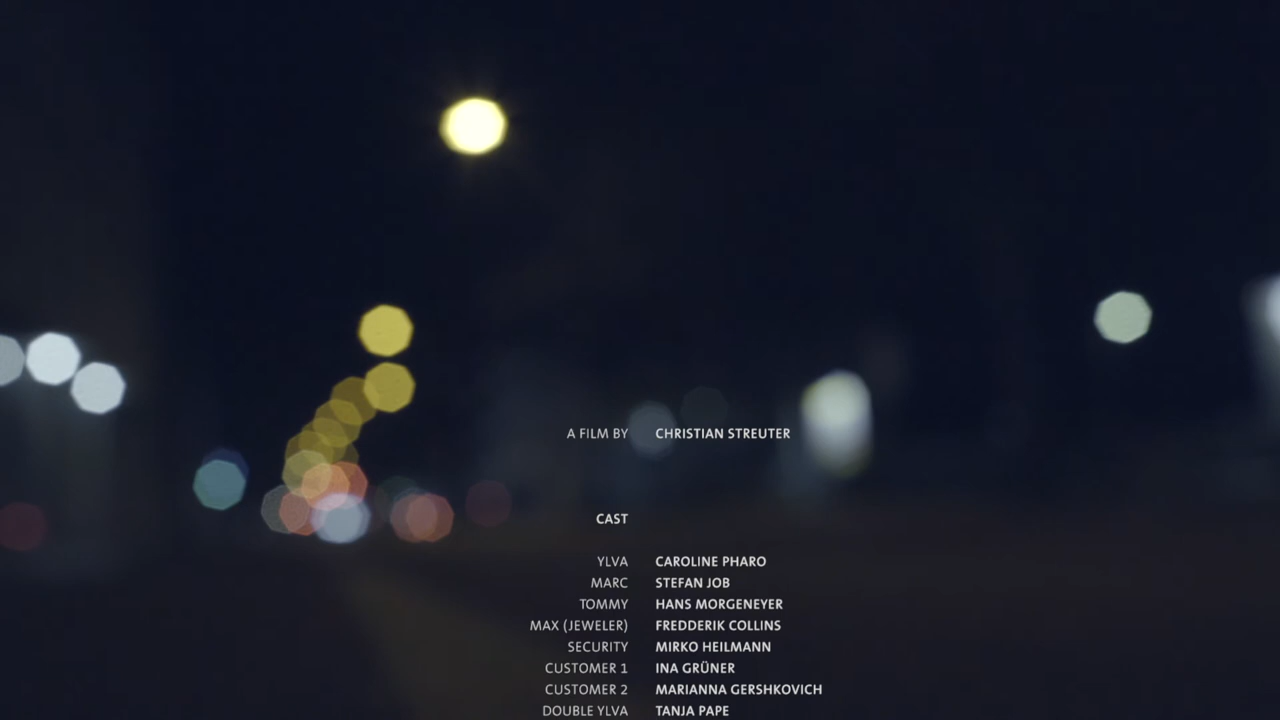 A FILM BY CHRISTIAN STREUTER
CAST
YLVA CAROLINE PHARO
MARC STEFAN JOB
TOMMY HANS MORGENEYER
MAX (JEWELER) FREDDERIK COLLINS
SECURITY MIRKO HEILMANN
CUSTOMER 1 INA GRÜNER
CUSTOMER 2 MARIANNA GERSHKOVICH
DOUBLE YLVA TANJA PAPE